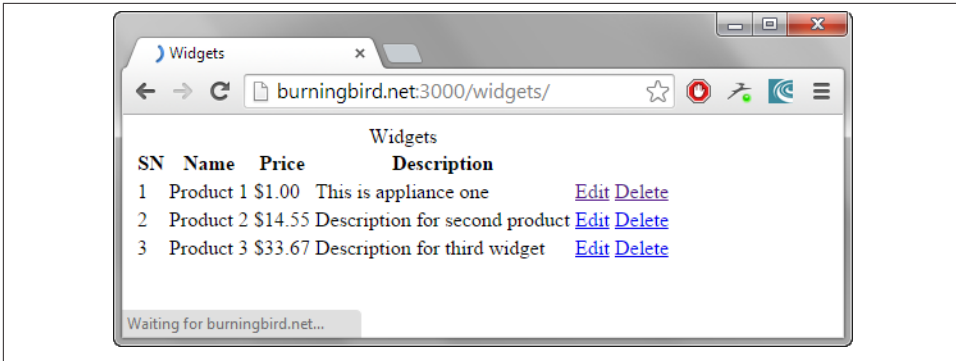 Widgets
burningbird.net:3000/widgets/
Widgets
SN Name Price Description
1 Product 1 $1.00 This is appliance one Edit Delete
2 Product 2 $14.55 Description for second product Edit Delete
3 Product 3 $33.67 Description for third widget Edit Delete
Waiting for burningbird.net...